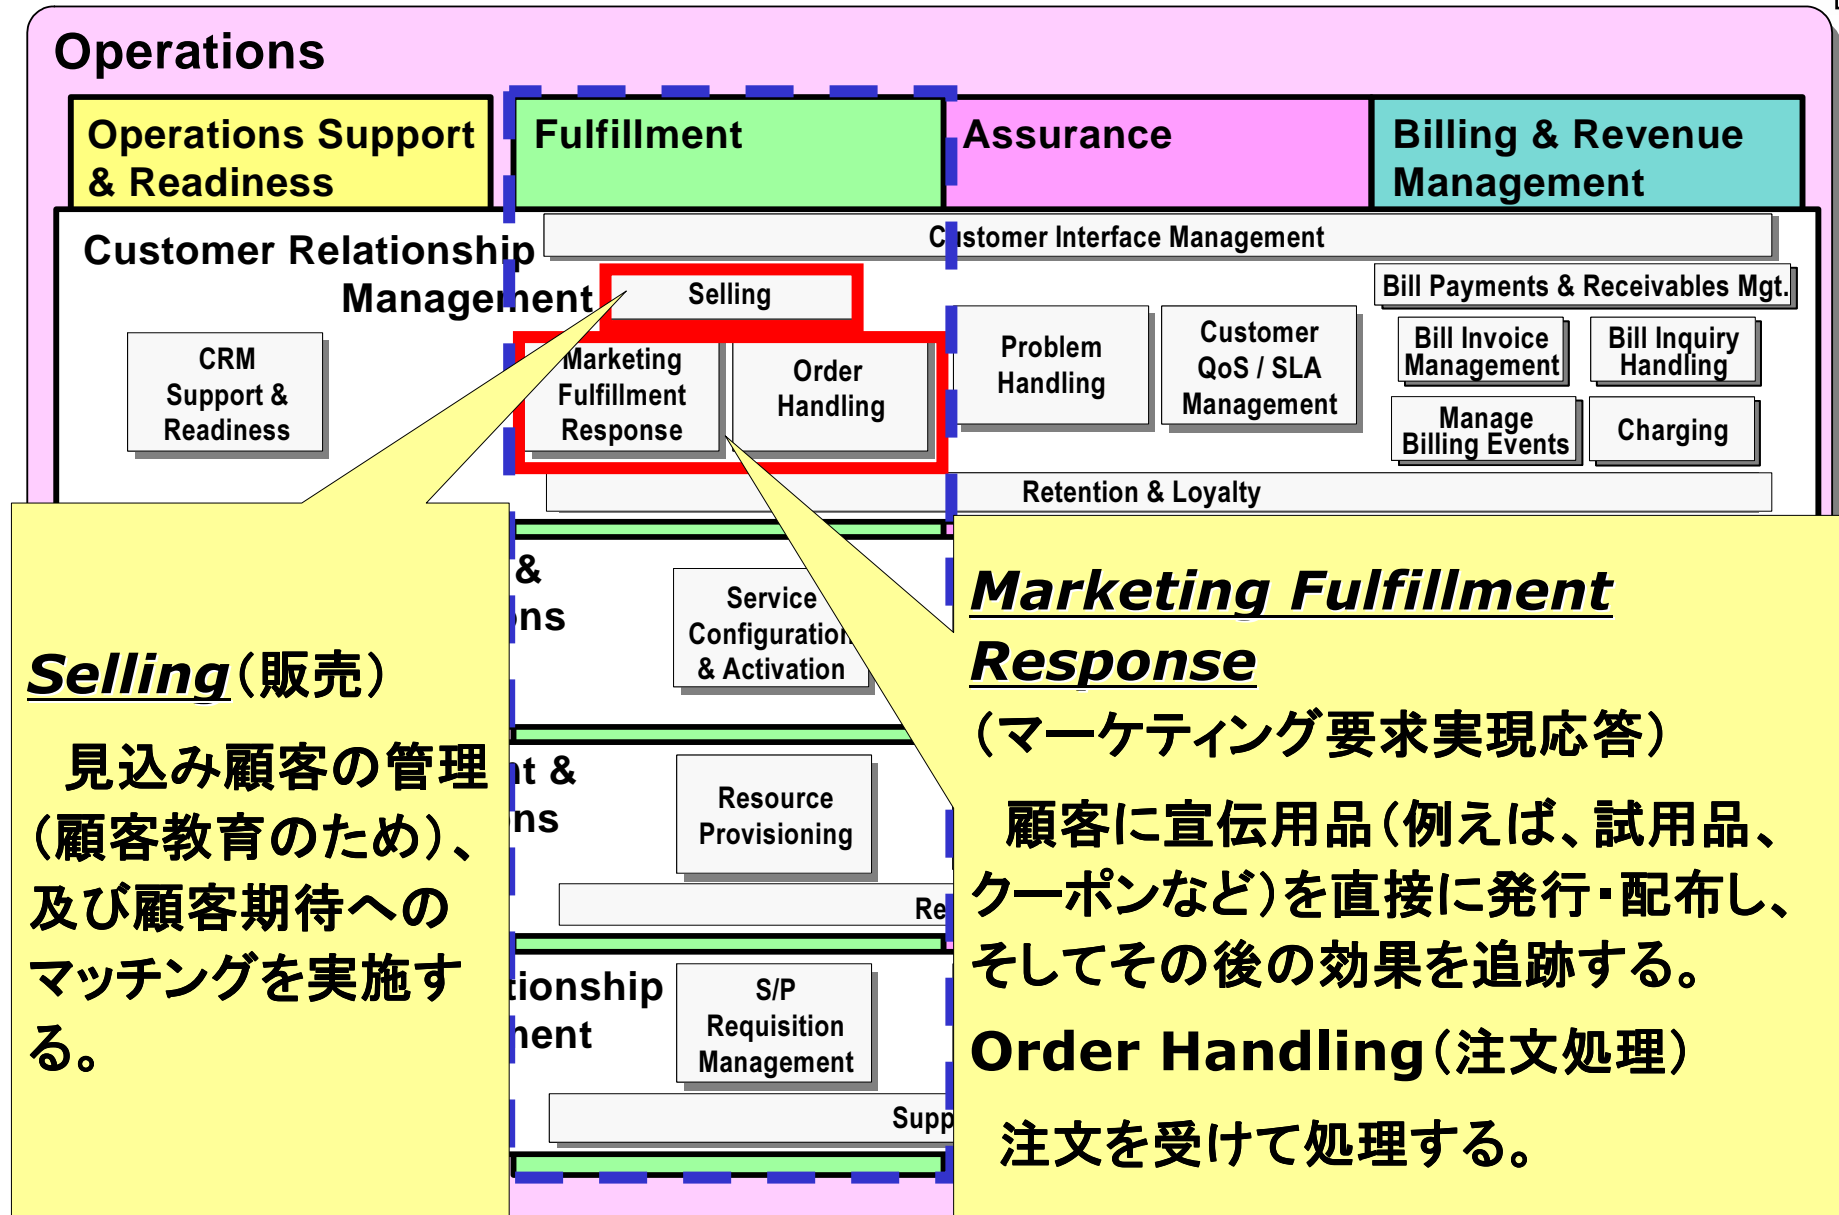 Operations
Operations Support
& Readiness
Fulfillment
Assurance
Billing & Revenue
Management
Customer Relationship
Management
Customer Interface Management
Selling
Bill Payments & Receivables Mgt.
CRM
Support &
Readiness
Marketing
Fulfillment
Response
Order
Handling
Problem
Handling
Customer
QoS / SLA
Management
Bill Invoice
Management
Bill Inquiry
Handling
Manage
Billing Events
Charging
Retention & Loyalty
&
Service
Configuration
& Activation
&
Resource
Provisioning
S/P
Requisition
Management
Selling（販売）
見込み顧客の管理
（顧客教育のため）、
及び顧客期待への
マッチングを実施す
る。
Marketing Fulfillment
Response
（マーケティング要求実現応答）
顧客に宣伝用品（例えば、試用品、
クーポンなど）を直接に発行・配布し、
そしてその後の効果を追跡する。
Order Handling（注文処理）
注文を受けて処理する。